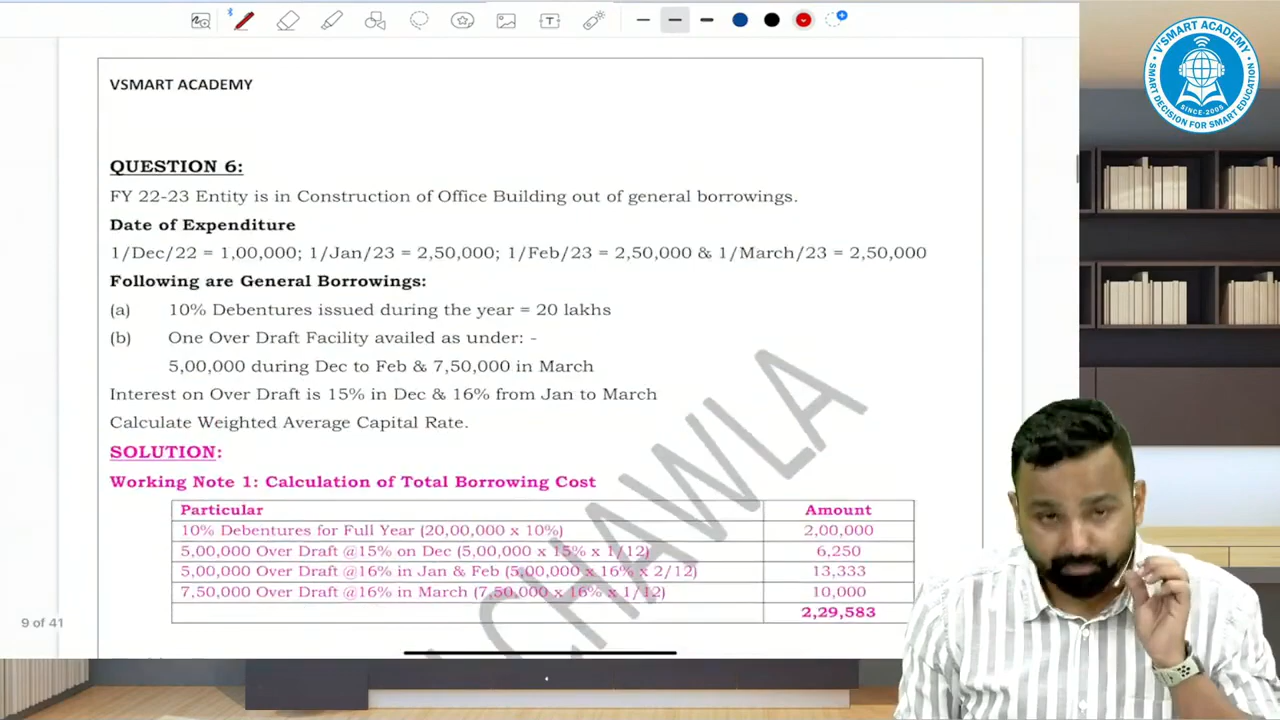 V'SMART ACADEMY
SINCE-2005
SMART DECISION FOR SMART EDUCATION
VSMART ACADEMY
QUESTION 6:
FY 22-23 Entity is in Construction of Office Building out of general borrowings.
Date of Expenditure
1/Dec/22 = 1,00,000; 1/Jan/23 = 2,50,000; 1/Feb/23 = 2,50,000 & 1/March/23 = 2,50,000
Following are General Borrowings:
(a) 10% Debentures issued during the year = 20 lakhs
(b) One Over Draft Facility availed as under: -
5,00,000 during Dec to Feb & 7,50,000 in March
Interest on Over Draft is 15% in Dec & 16% from Jan to March
Calculate Weighted Average Capital Rate.
SOLUTION:
Working Note 1: Calculation of Total Borrowing Cost
Particular Amount
10% Debentures for Full Year (20,00,000 x 10%) 2,00,000
5,00,000 Over Draft @15% on Dec (5,00,000 x 15% x 1/12) 6,250
5,00,000 Over Draft @16% in Jan & Feb (5,00,000 x 16% x 2/12) 13,333
7,50,000 Over Draft @16% in March (7,50,000 x 16% x 1/12) 10,000
2,29,583
9 of 41
CHAWLA